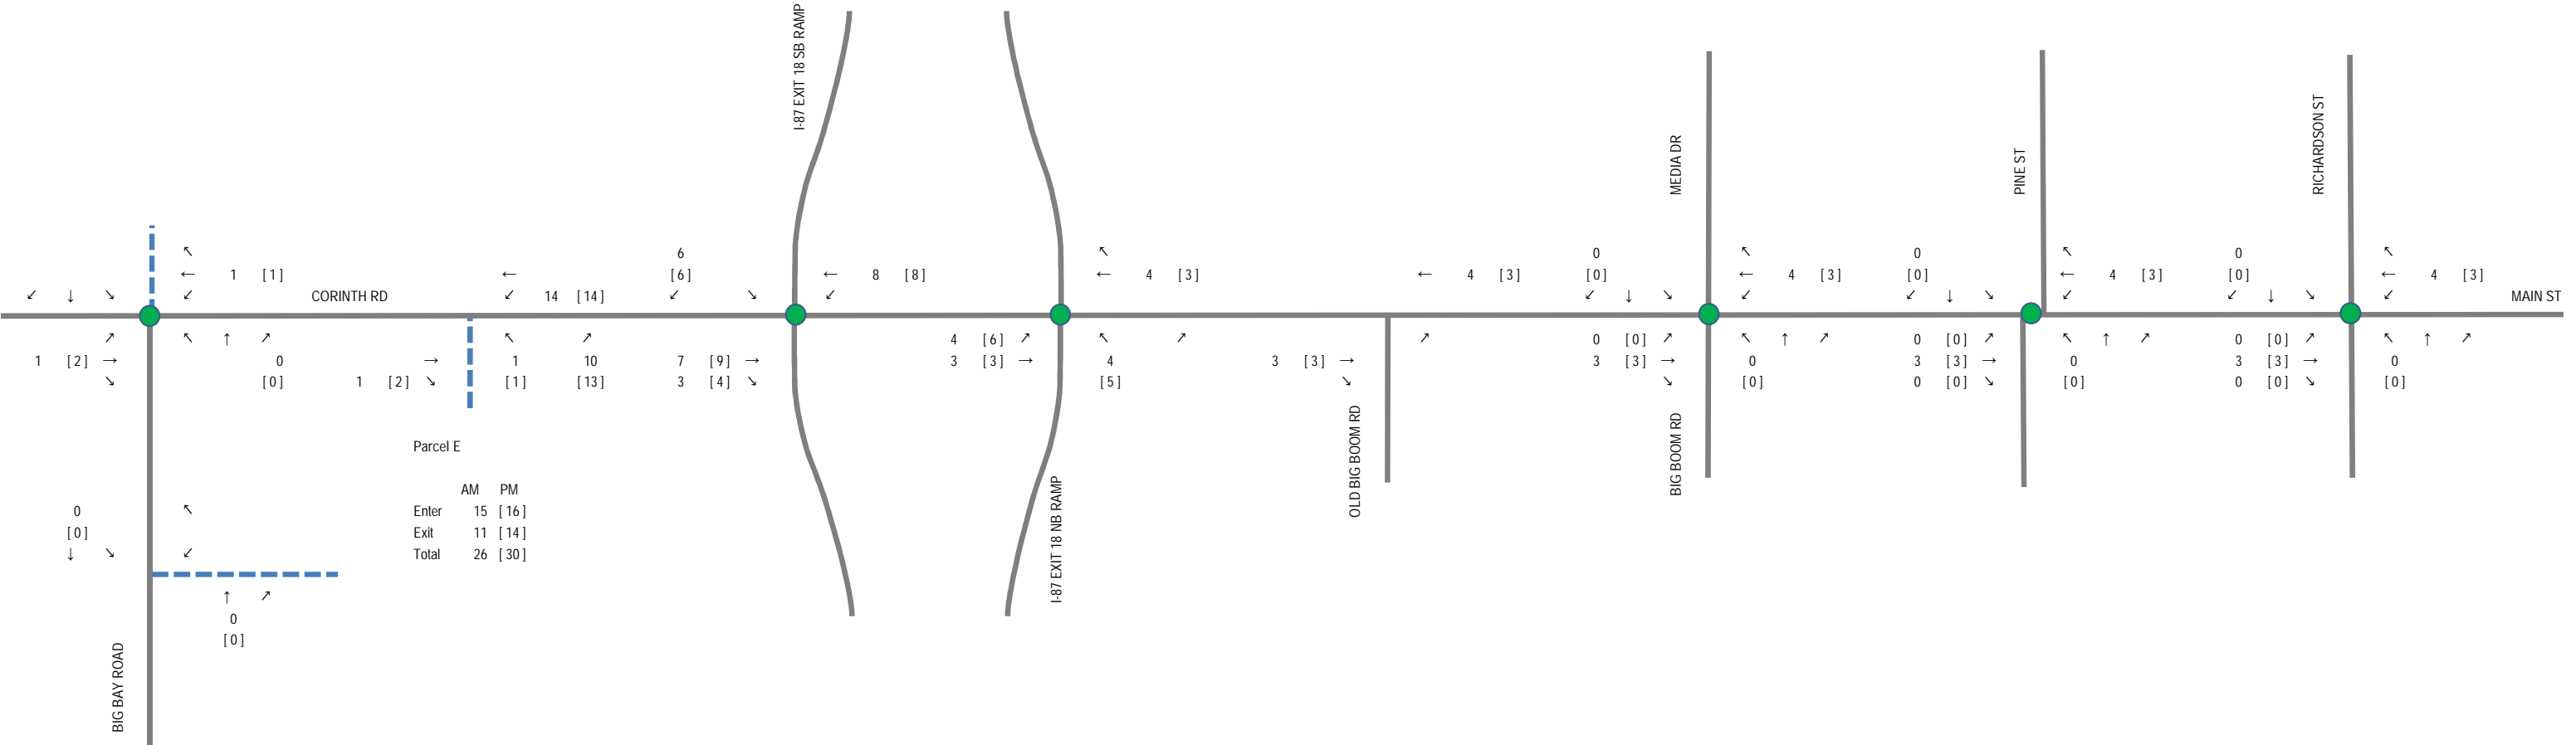 I-87 EXIT 18 SB RAMP
MEDIA DR
PINE ST
RICHARDSON ST
↖ 6 ↖ 0 ↖ 0 ↖ 0 ↖
← 1 [1] ← [6] ← 8 [8] ← 4 [3] ← 4 [3] [0] ← 4 [3] [0] ← 4 [3] [0] ← 4 [3]
↙ ↓ ↘ ↙ CORINTH RD ↙ 14 [14] ↙ ↘ ↙ ↙ ↓ ↘ ↙ ↙ ↓ ↘ ↙ ↙ ↓ ↘ ↙ MAIN ST
↗ ↖ ↑ ↗ ↖ ↗ 4 [6] ↗ ↖ ↗ ↗ 0 [0] ↗ ↖ ↑ ↗ 0 [0] ↗ ↖ ↑ ↗ 0 [0] ↗ ↖ ↑ ↗
1 [2] → 0 → 1 10 7 [9] → 3 [3] → 4 3 [3] → 3 [3] → 0 3 [3] → 0 3 [3] → 0
↘ [0] 1 [2] ↘ [1] [13] 3 [4] ↘ [5] ↘ ↘ [0] 0 [0] ↘ [0] 0 [0] ↘ [0]
OLD BIG BOOM RD
BIG BOOM RD
Parcel E
I-87 EXIT 18 NB RAMP
AM PM
Enter 15 [16]
Exit 11 [14]
Total 26 [30]
0 ↖
[0]
↓ ↘ ↙
↑ ↗
0
[0]
BIG BAY ROAD